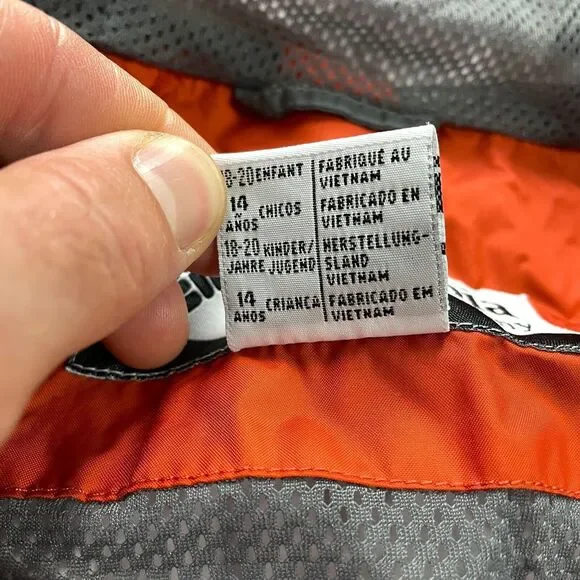 8-20 ENFANT
FABRIQUÉ AU
VIETNAM
14
AÑOS CHICOS
FABRICADO EN
VIETNAM
18-20 KINDER/
JAHRE JUGEND
HERSTELLUNG-
SLAND
VIETNAM
14
ANOS CRIANCA
FABRICADO EM
VIETNAM